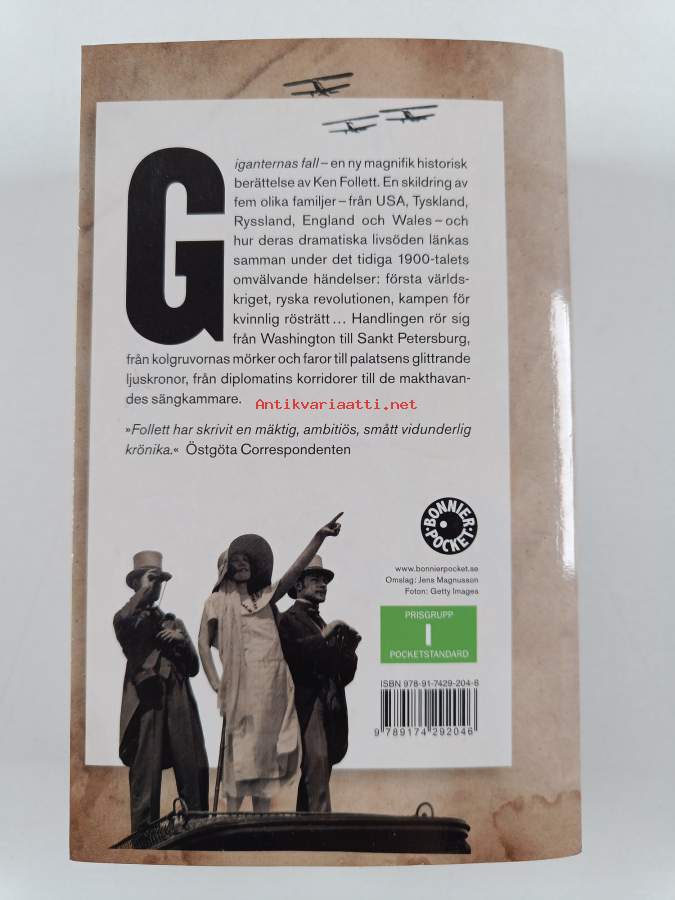 Giganternas fall – en ny magnifik historisk
berättelse av Ken Follett. En skildring av
fem olika familjer – från USA, Tyskland,
Ryssland, England och Wales – och
hur deras dramatiska livsöden länkas
samman under det tidiga 1900-talets
omvälvande händelser: första världs-
kriget, ryska revolutionen, kampen för
kvinnlig rösträtt ... Handlingen rör sig
från Washington till Sankt Petersburg,
från kolgruvornas mörker och faror till palatsens glittrande
ljuskronor, från diplomatins korridorer till de makthavan-
des sängkammare.
Antikvariaatti.net
»Follett har skrivit en mäktig, ambitiös, smått vidunderlig
krönika.« Östgöta Correspondenten
BONNIER
POCKET
www.bonnierpocket.se
Omslag: Jens Magnusson
Foton: Getty Images
PRISGRUPP
I
POCKETSTANDARD
ISBN 978-91-7429-204-6
9 789174 292046